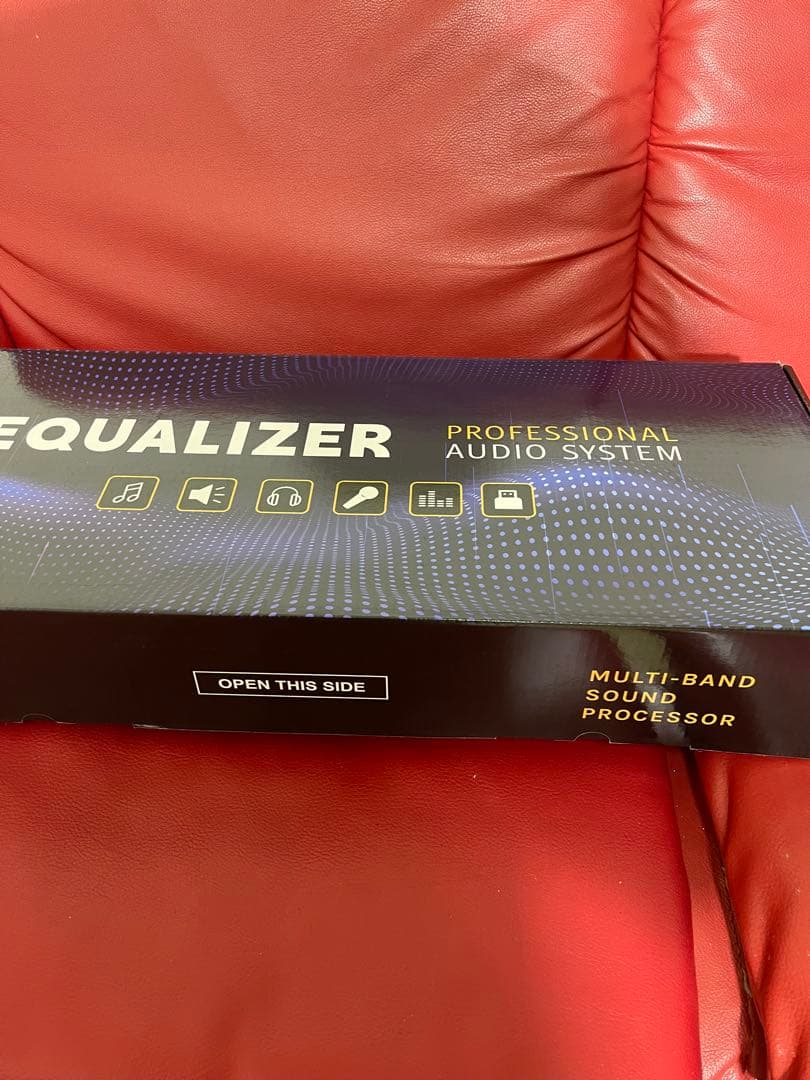 EQUALIZER
PROFESSIONAL
AUDIO SYSTEM
OPEN THIS SIDE
MULTI-BAND
SOUND
PROCESSOR